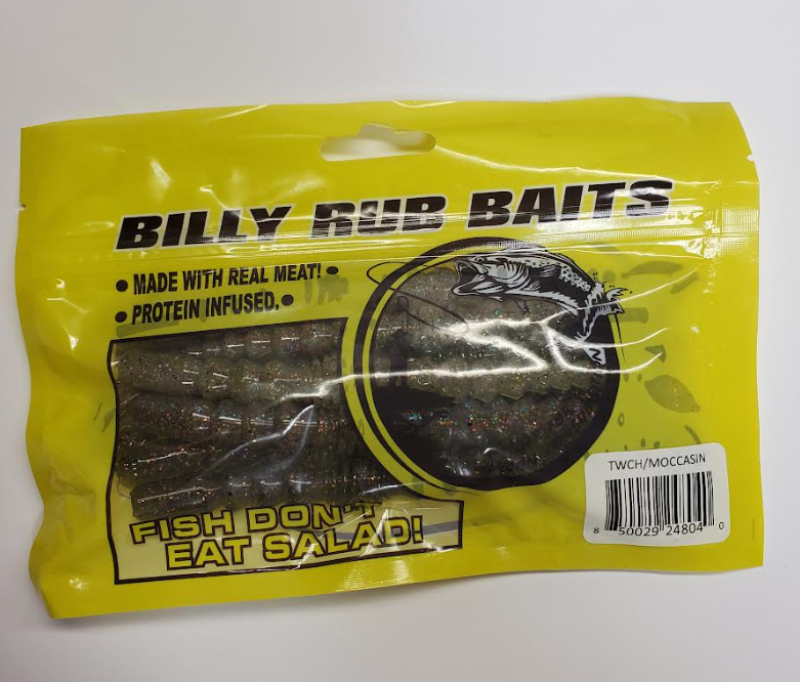 BILLY RUB BAITS
• MADE WITH REAL MEAT! •
• PROTEIN INFUSED. •
FISH DON'T
EAT SALAD!
TWCH/MOCCASIN
8 50029 24804 0